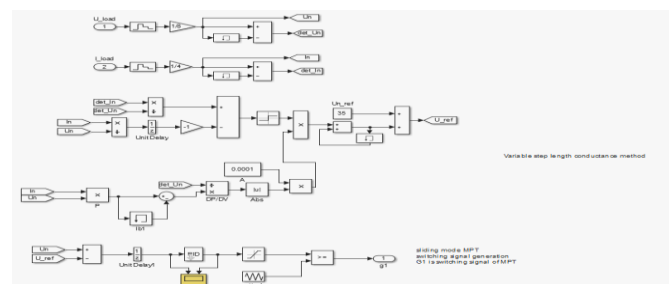 U_load
1
1/6
Un
det_Un
I_load
2
1/4
In
det_In
det_In
det_Un
In
Un
Unit Delay
-1
Un_ref
35
U_ref
Variable step length conductance method
0.0001
A
det_Un
In
Un
P
DP/DV
|u|
Abs
Un
U_ref
Unit Delay1
PID
>=
1
g1
sliding mode MPT
switching signal generation
G1 is switching signal of MPT